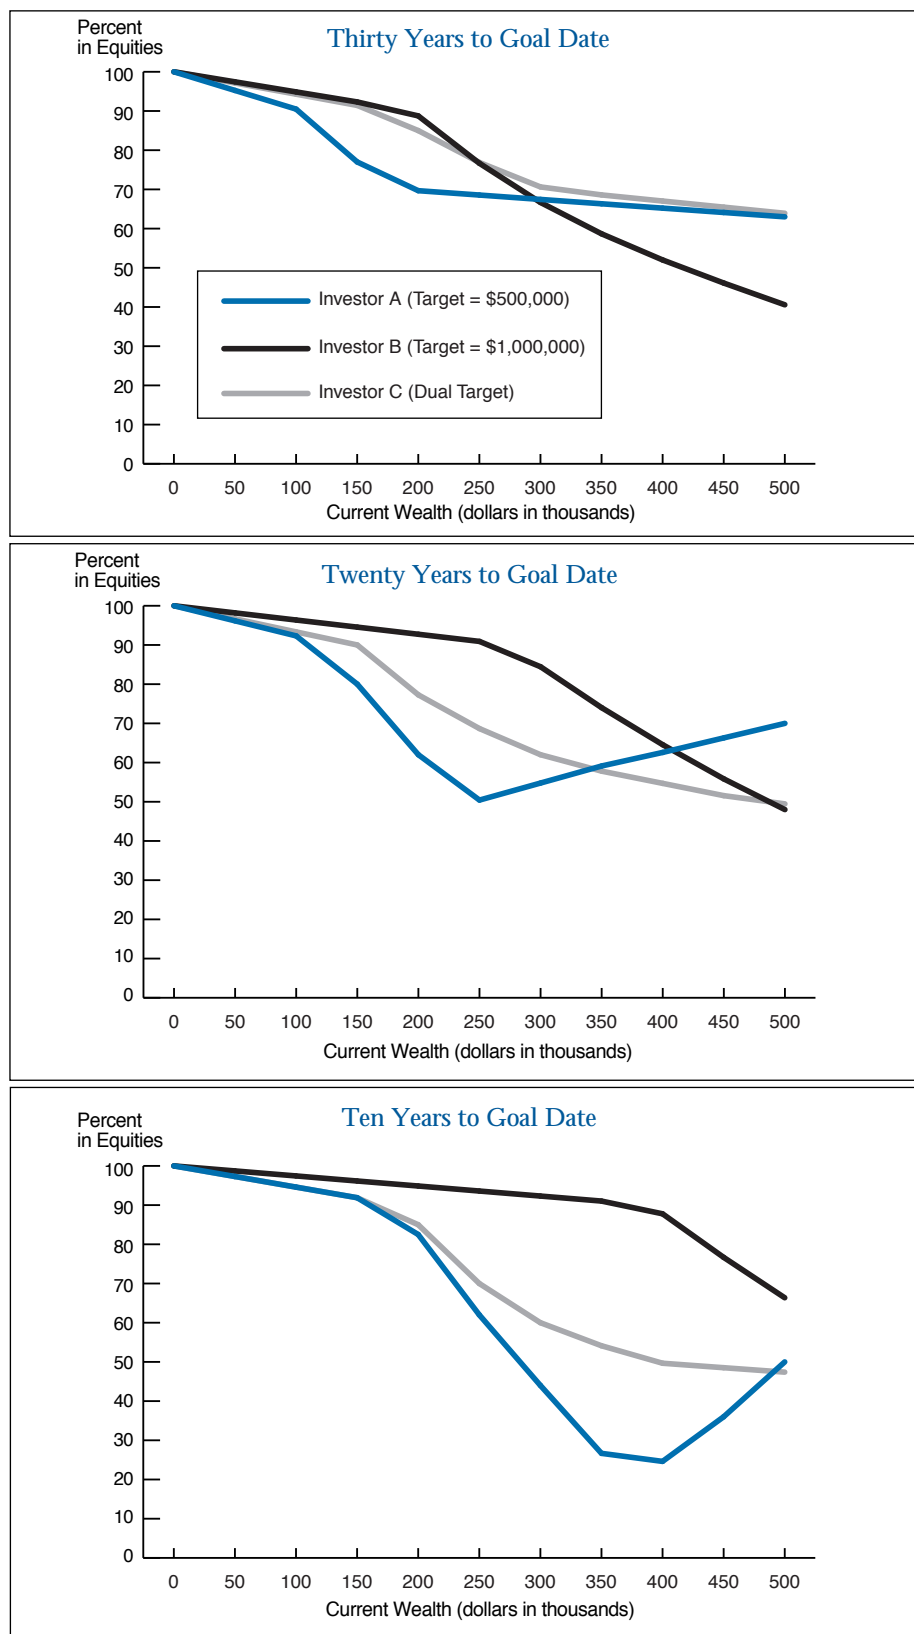 Percent
in Equities
Thirty Years to Goal Date
100
90
80
70
60
50
40
30
20
10
0
Investor A (Target = $500,000)
Investor B (Target = $1,000,000)
Investor C (Dual Target)
0 50 100 150 200 250 300 350 400 450 500
Current Wealth (dollars in thousands)
Percent
in Equities
Twenty Years to Goal Date
100
90
80
70
60
50
40
30
20
10
0
0 50 100 150 200 250 300 350 400 450 500
Current Wealth (dollars in thousands)
Percent
in Equities
Ten Years to Goal Date
100
90
80
70
60
50
40
30
20
10
0
0 50 100 150 200 250 300 350 400 450 500
Current Wealth (dollars in thousands)